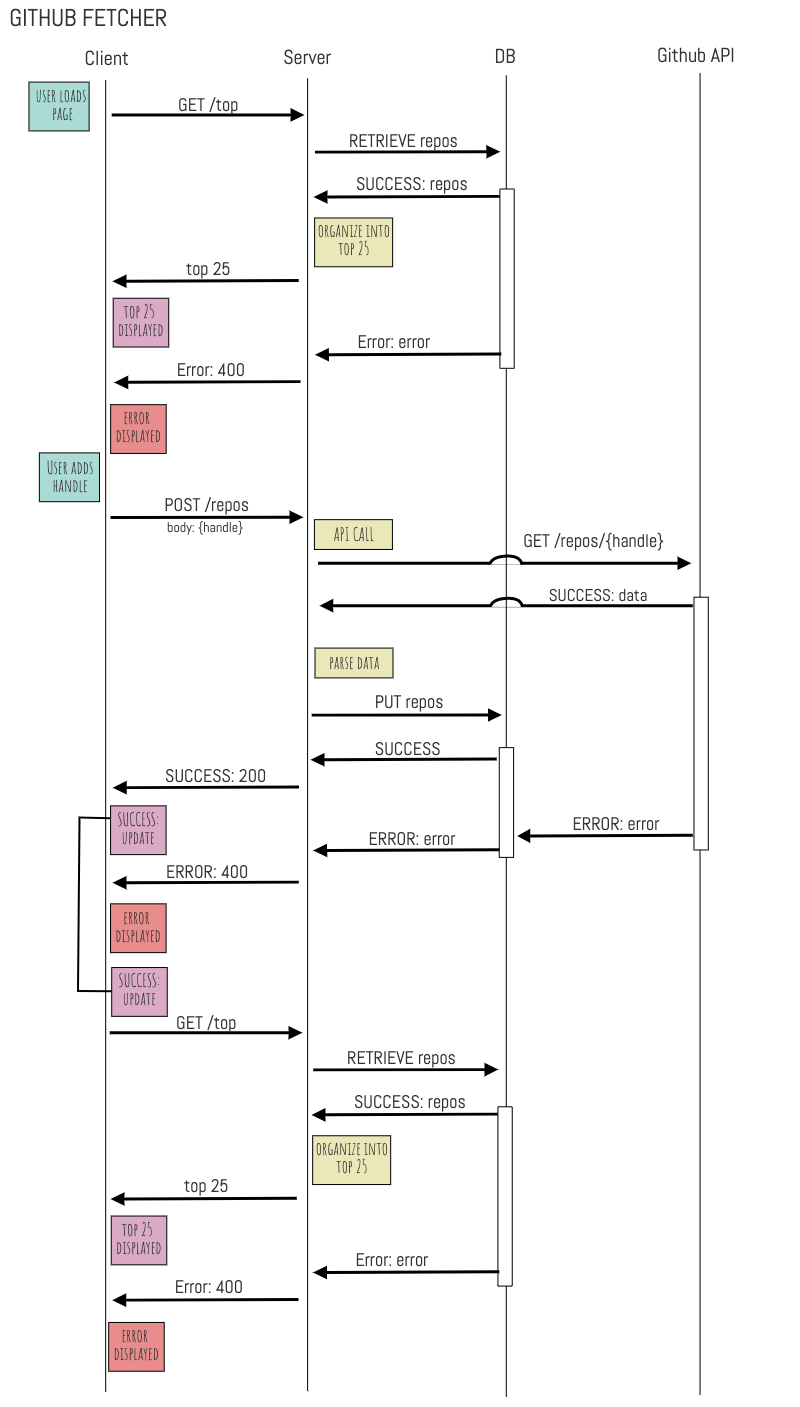 GITHUB FETCHER
Client
Server
DB
Github API
USER LOADS
PAGE
GET /top
RETRIEVE repos
SUCCESS: repos
ORGANIZE INTO
TOP 25
top 25
TOP 25
DISPLAYED
Error: error
Error: 400
ERROR
DISPLAYED
USER ADDS
HANDLE
POST /repos
body: {handle}
API CALL
GET /repos/{handle}
SUCCESS: data
PARSE DATA
PUT repos
SUCCESS
SUCCESS: 200
SUCCESS:
UPDATE
ERROR: error
ERROR: error
ERROR: 400
ERROR
DISPLAYED
SUCCESS:
UPDATE
GET /top
RETRIEVE repos
SUCCESS: repos
ORGANIZE INTO
TOP 25
top 25
TOP 25
DISPLAYED
Error: error
Error: 400
ERROR
DISPLAYED